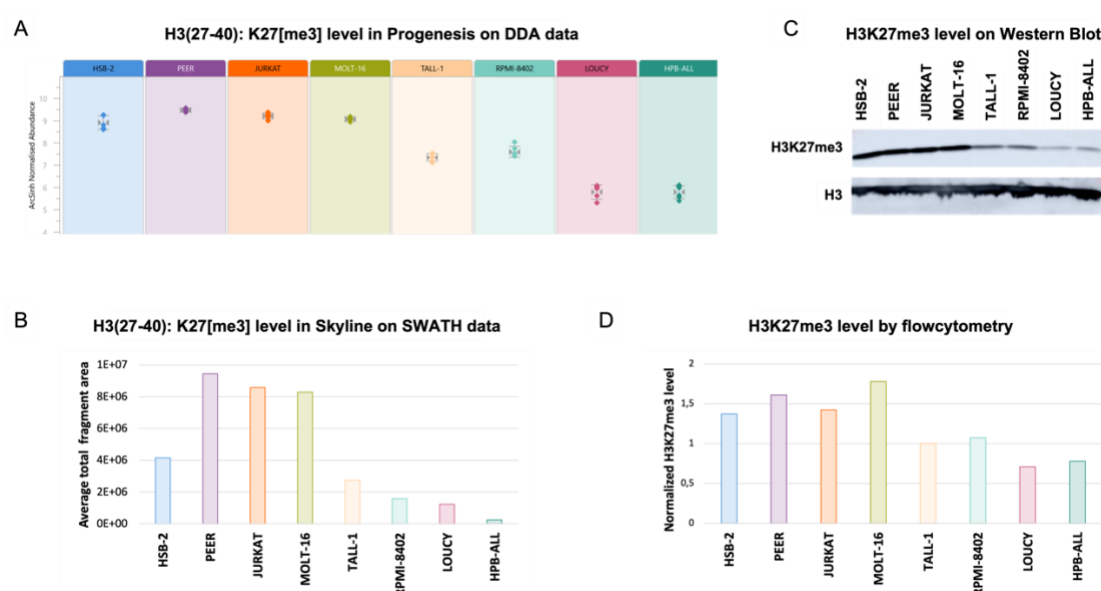 A
H3(27-40): K27[me3] level in Progenesis on DDA data
HSB-2 PEER JURKAT MOLT-16 TALL-1 RPMI-8402 LOUCY HPB-ALL
ArcSinh Normalised Abundance
10
9
8
7
6
5
4
C
H3K27me3 level on Western Blot
HSB-2 PEER JURKAT MOLT-16 TALL-1 RPMI-8402 LOUCY HPB-ALL
H3K27me3
H3
B
H3(27-40): K27[me3] level in Skyline on SWATH data
Average total fragment area
1E+07
8E+06
6E+06
4E+06
2E+06
0E+00
HSB-2 PEER JURKAT MOLT-16 TALL-1 RPMI-8402 LOUCY HPB-ALL
D
H3K27me3 level by flowcytometry
Normalized H3K27me3 level
2
1,5
1
0,5
0
HSB-2 PEER JURKAT MOLT-16 TALL-1 RPMI-8402 LOUCY HPB-ALL